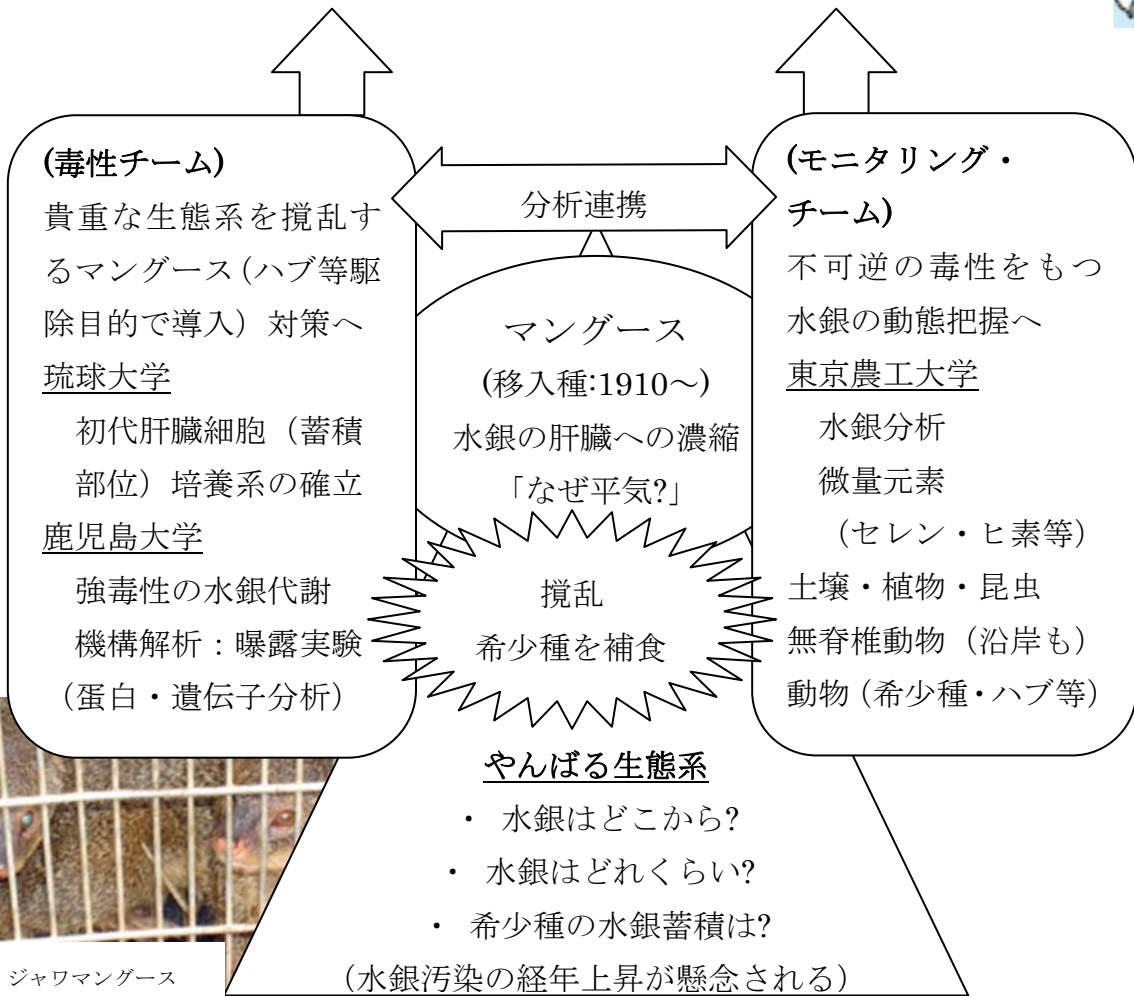 (毒性チーム)
貴重な生態系を撹乱す
るマングース(ハブ等駆
除目的で導入）対策へ
琉球大学
初代肝臓細胞（蓄積
部位）培養系の確立
鹿児島大学
強毒性の水銀代謝
機構解析：曝露実験
（蛋白・遺伝子分析）
分析連携
マングース
(移入種:1910～)
水銀の肝臓への濃縮
「なぜ平気?」
撹乱
希少種を補食
(モニタリング・
チーム)
不可逆の毒性をもつ
水銀の動態把握へ
東京農工大学
水銀分析
微量元素
（セレン・ヒ素等）
土壌・植物・昆虫
無脊椎動物（沿岸も）
動物（希少種・ハブ等）
やんばる生態系
・ 水銀はどこから?
・ 水銀はどれくらい?
・ 希少種の水銀蓄積は?
（水銀汚染の経年上昇が懸念される）
ジャワマングース